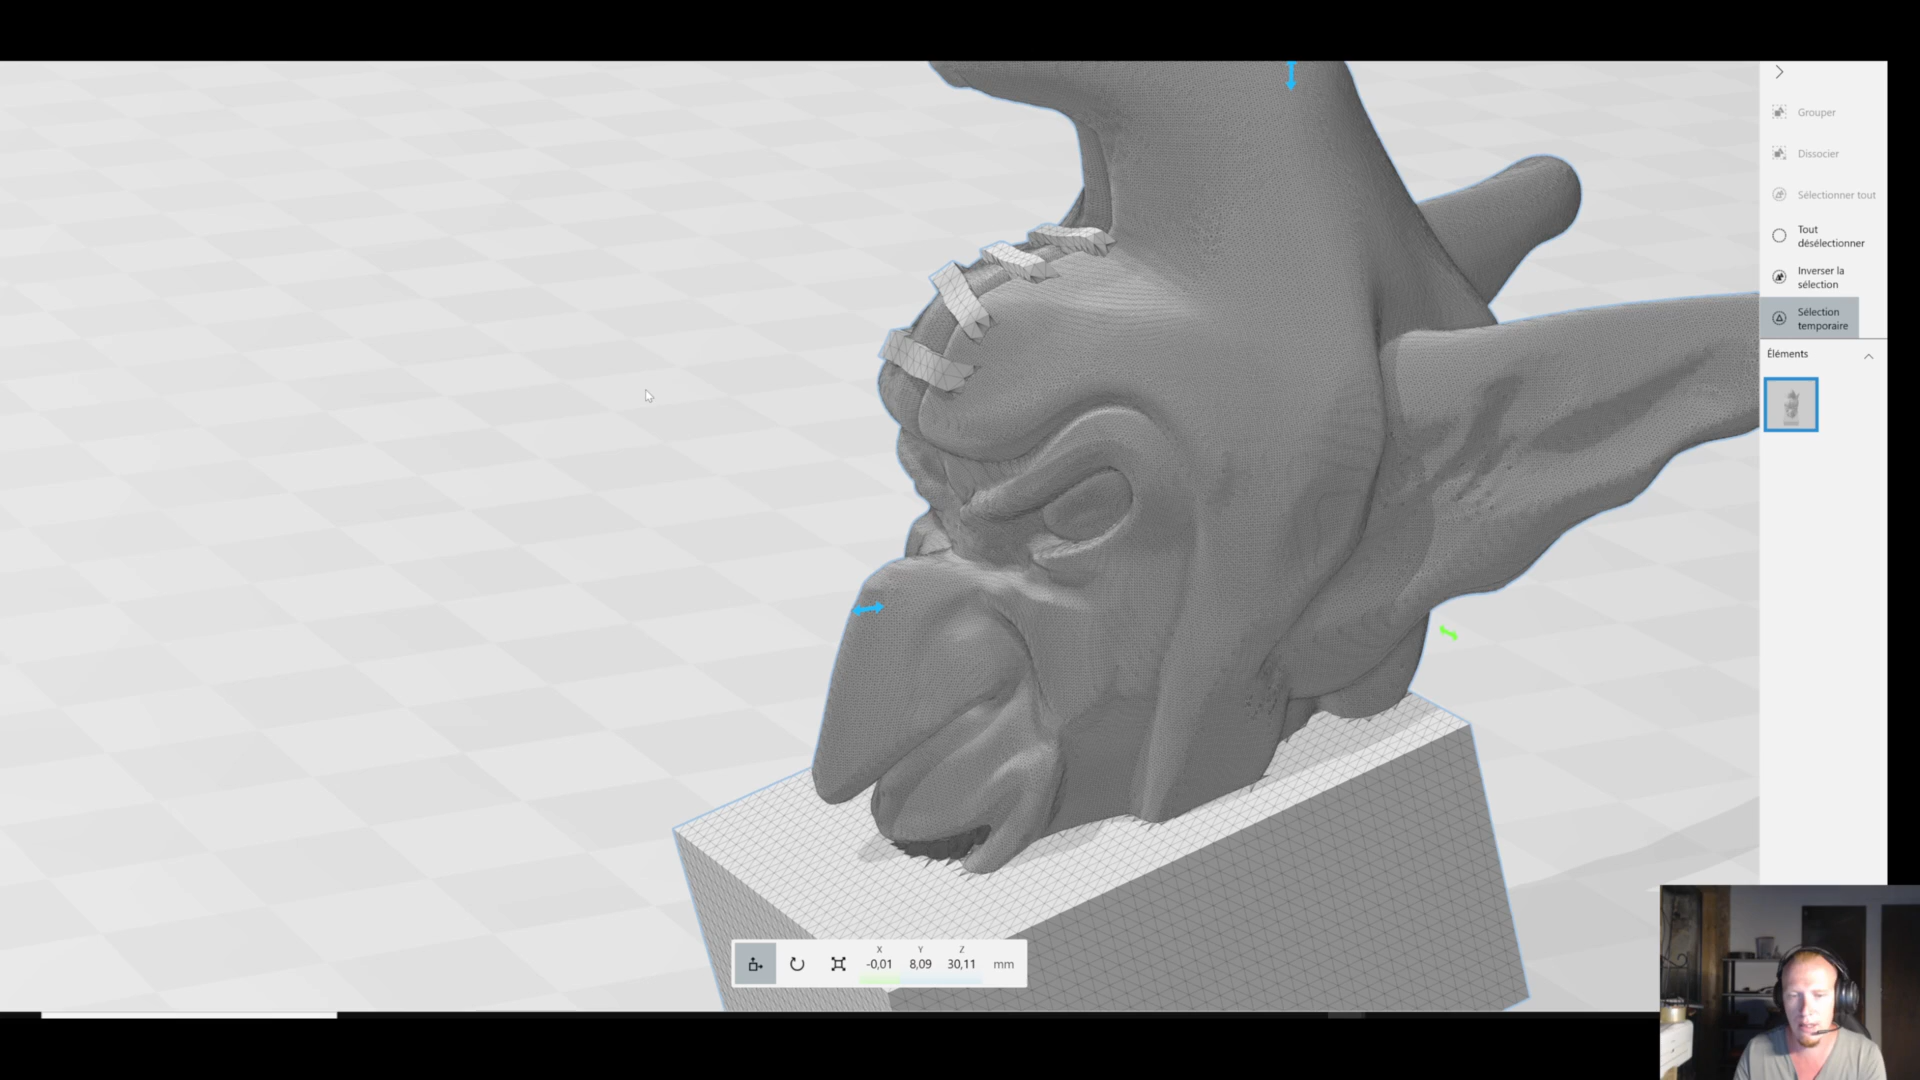 Grouper
Dissocier
Sélectionner tout
Tout
désélectionner
Inverser la
sélection
Sélection
temporaire
Éléments
X Y Z
-0,01 8,09 30,11 mm